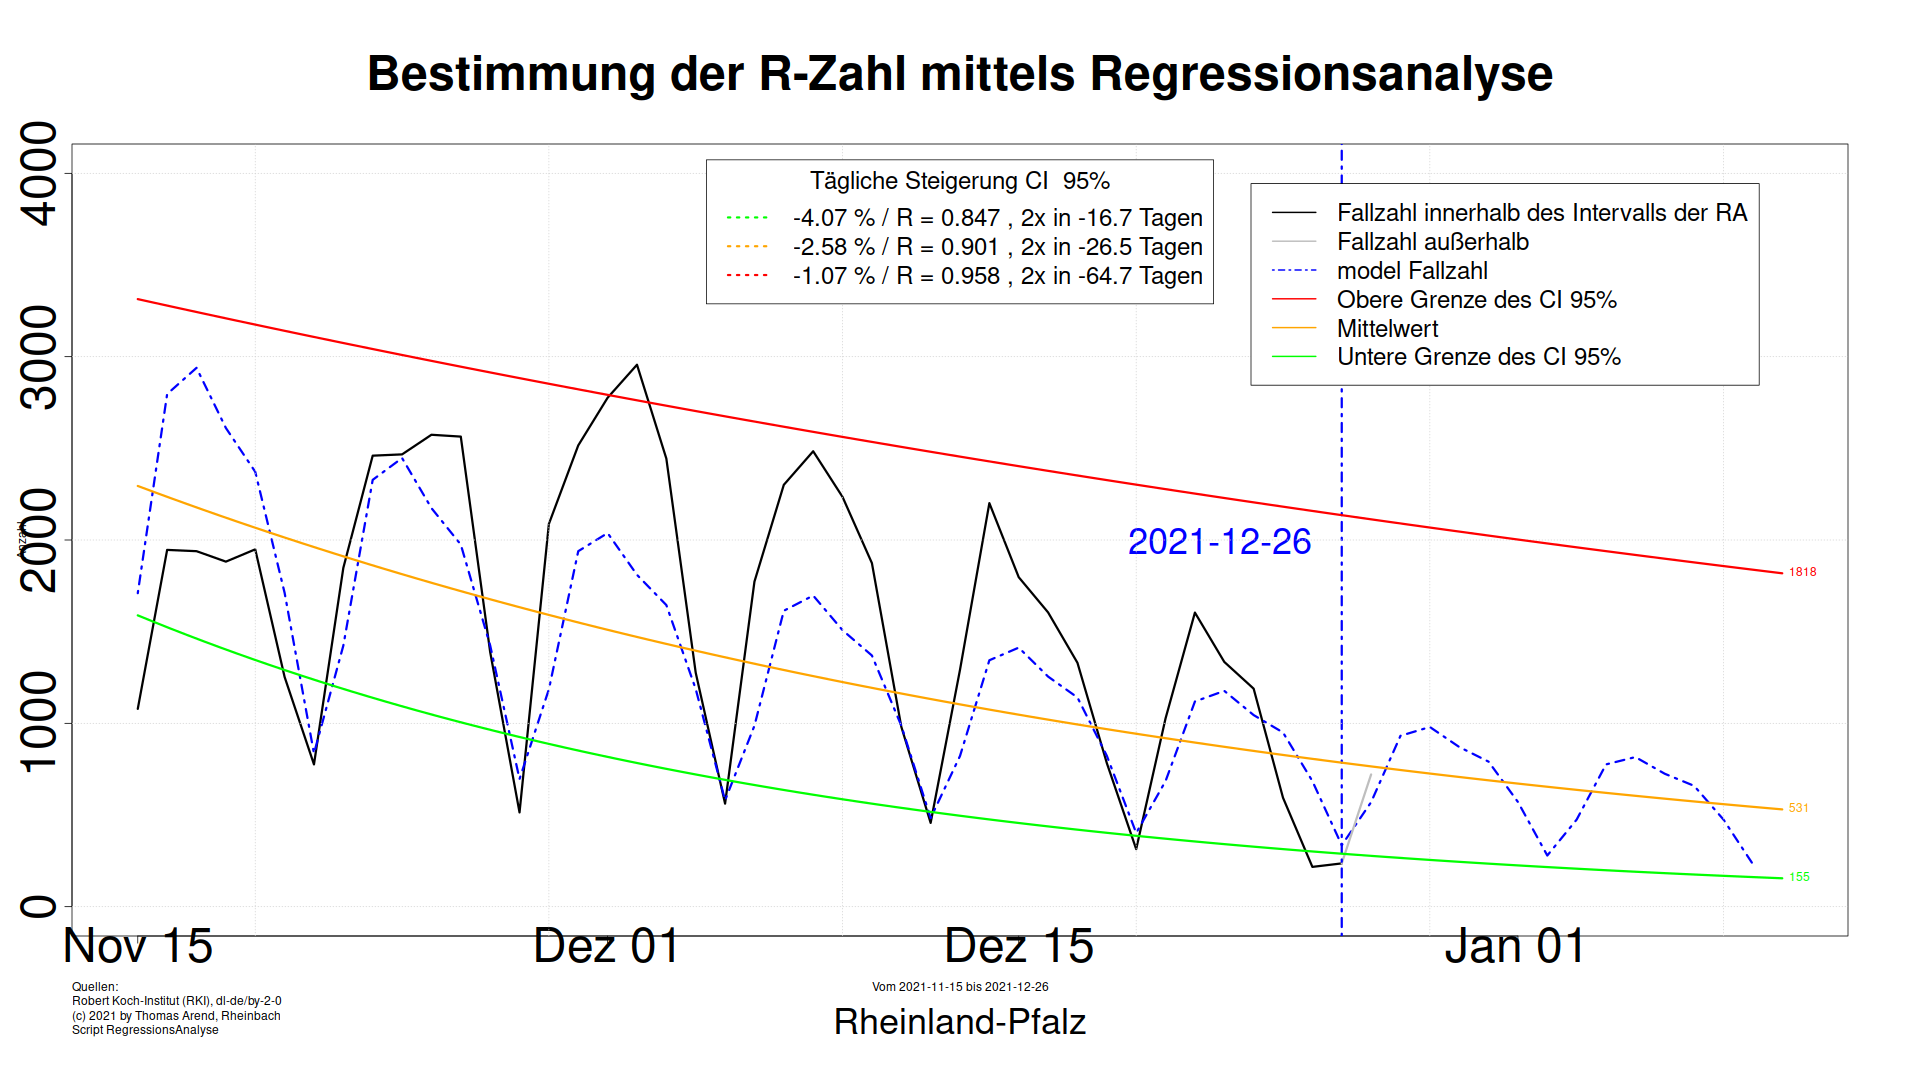 Bestimmung der R-Zahl mittels Regressionsanalyse
4000
3000
2000
1000
0
Anzahl
Tägliche Steigerung CI 95%
-4.07 % / R = 0.847 , 2x in -16.7 Tagen
-2.58 % / R = 0.901 , 2x in -26.5 Tagen
-1.07 % / R = 0.958 , 2x in -64.7 Tagen
Fallzahl innerhalb des Intervalls der RA
Fallzahl außerhalb
model Fallzahl
Obere Grenze des CI 95%
Mittelwert
Untere Grenze des CI 95%
2021-12-26
1818
531
155
Nov 15
Dez 01
Dez 15
Jan 01
Quellen:
Robert Koch-Institut (RKI), dl-de/by-2-0
(c) 2021 by Thomas Arend, Rheinbach
Script RegressionsAnalyse
Vom 2021-11-15 bis 2021-12-26
Rheinland-Pfalz